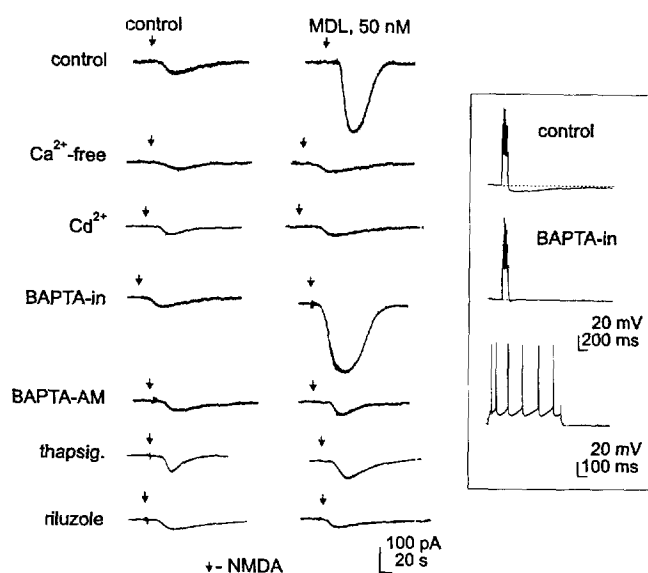 control
MDL, 50 nM
control
Ca²⁺-free
Cd²⁺
BAPTA-in
BAPTA-AM
thapsig.
riluzole
↓- NMDA
100 pA
20 s
control
BAPTA-in
20 mV
200 ms
20 mV
100 ms